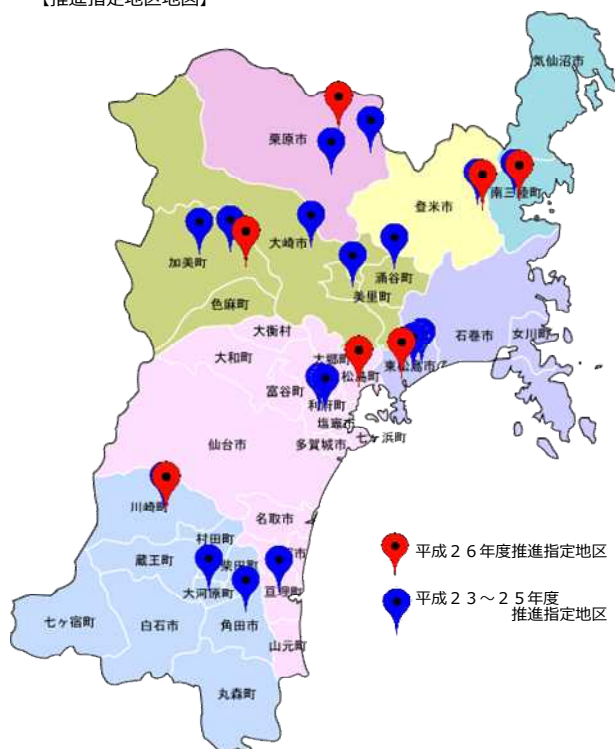 【推進指定地区地図】
気仙沼市
栗原市
南三陸町
登米市
大崎市
加美町
涌谷町
美里町
色麻町
大衡村
石巻市
女川町
大和町
大郷町
東松島市
松島町
富谷町
利府町
塩竈市
七ヶ浜町
仙台市
多賀城市
川崎町
名取市
村田町
蔵王町
柴田町
市
大河原町
亘理町
七ヶ宿町
白石市
角田市
山元町
丸森町
平成２６年度推進指定地区
平成２３～２５年度
推進指定地区